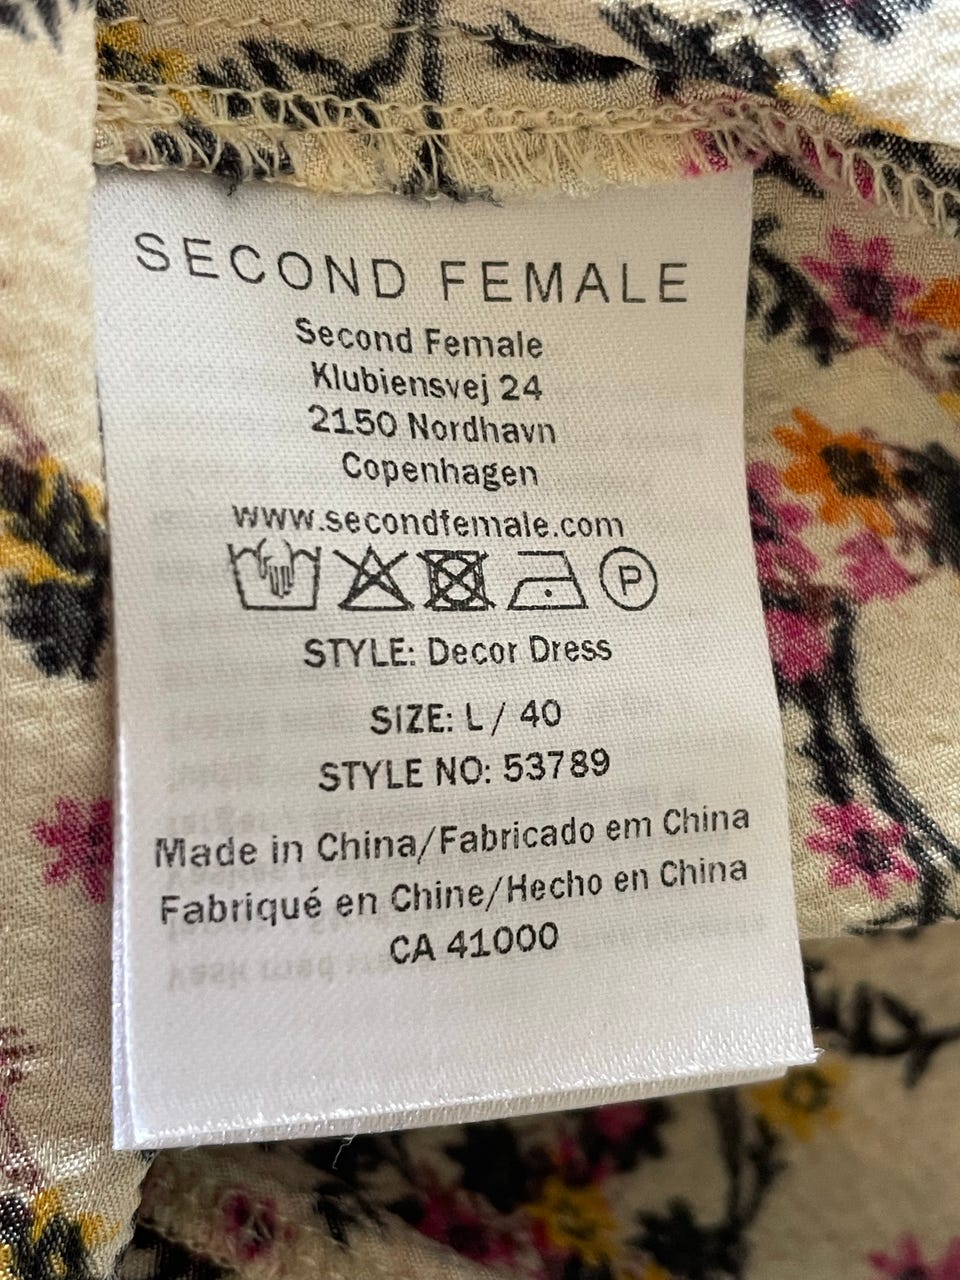 SECOND FEMALE
Second Female
Klubiensvej 24
2150 Nordhavn
Copenhagen
www.secondfemale.com
P
STYLE: Decor Dress
SIZE: L / 40
STYLE NO: 53789
Made in China/Fabricado em China
Fabriqué en Chine/Hecho en China
CA 41000